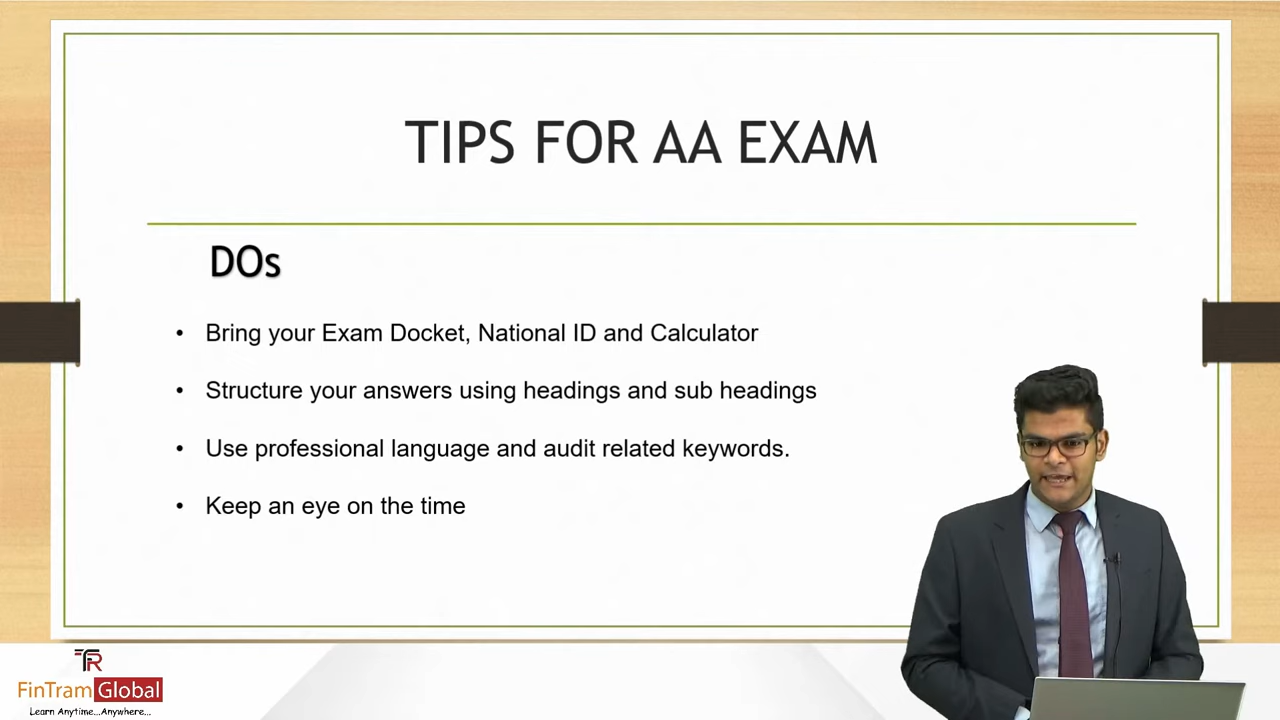 TIPS FOR AA EXAM
DOs
• Bring your Exam Docket, National ID and Calculator
• Structure your answers using headings and sub headings
• Use professional language and audit related keywords.
• Keep an eye on the time
FinTram Global
Learn Anytime...Anywhere...